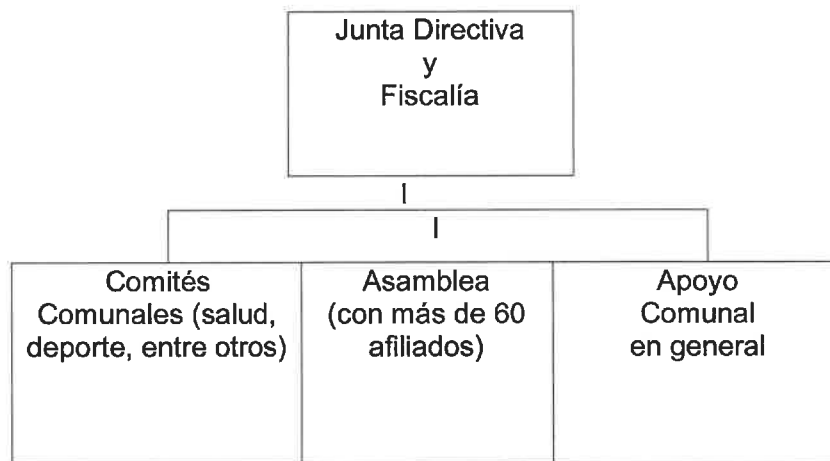 Junta Directiva
y
Fiscalía
Comités
Comunales (salud,
deporte, entre otros)
Asamblea
(con más de 60
afiliados)
Apoyo
Comunal
en general